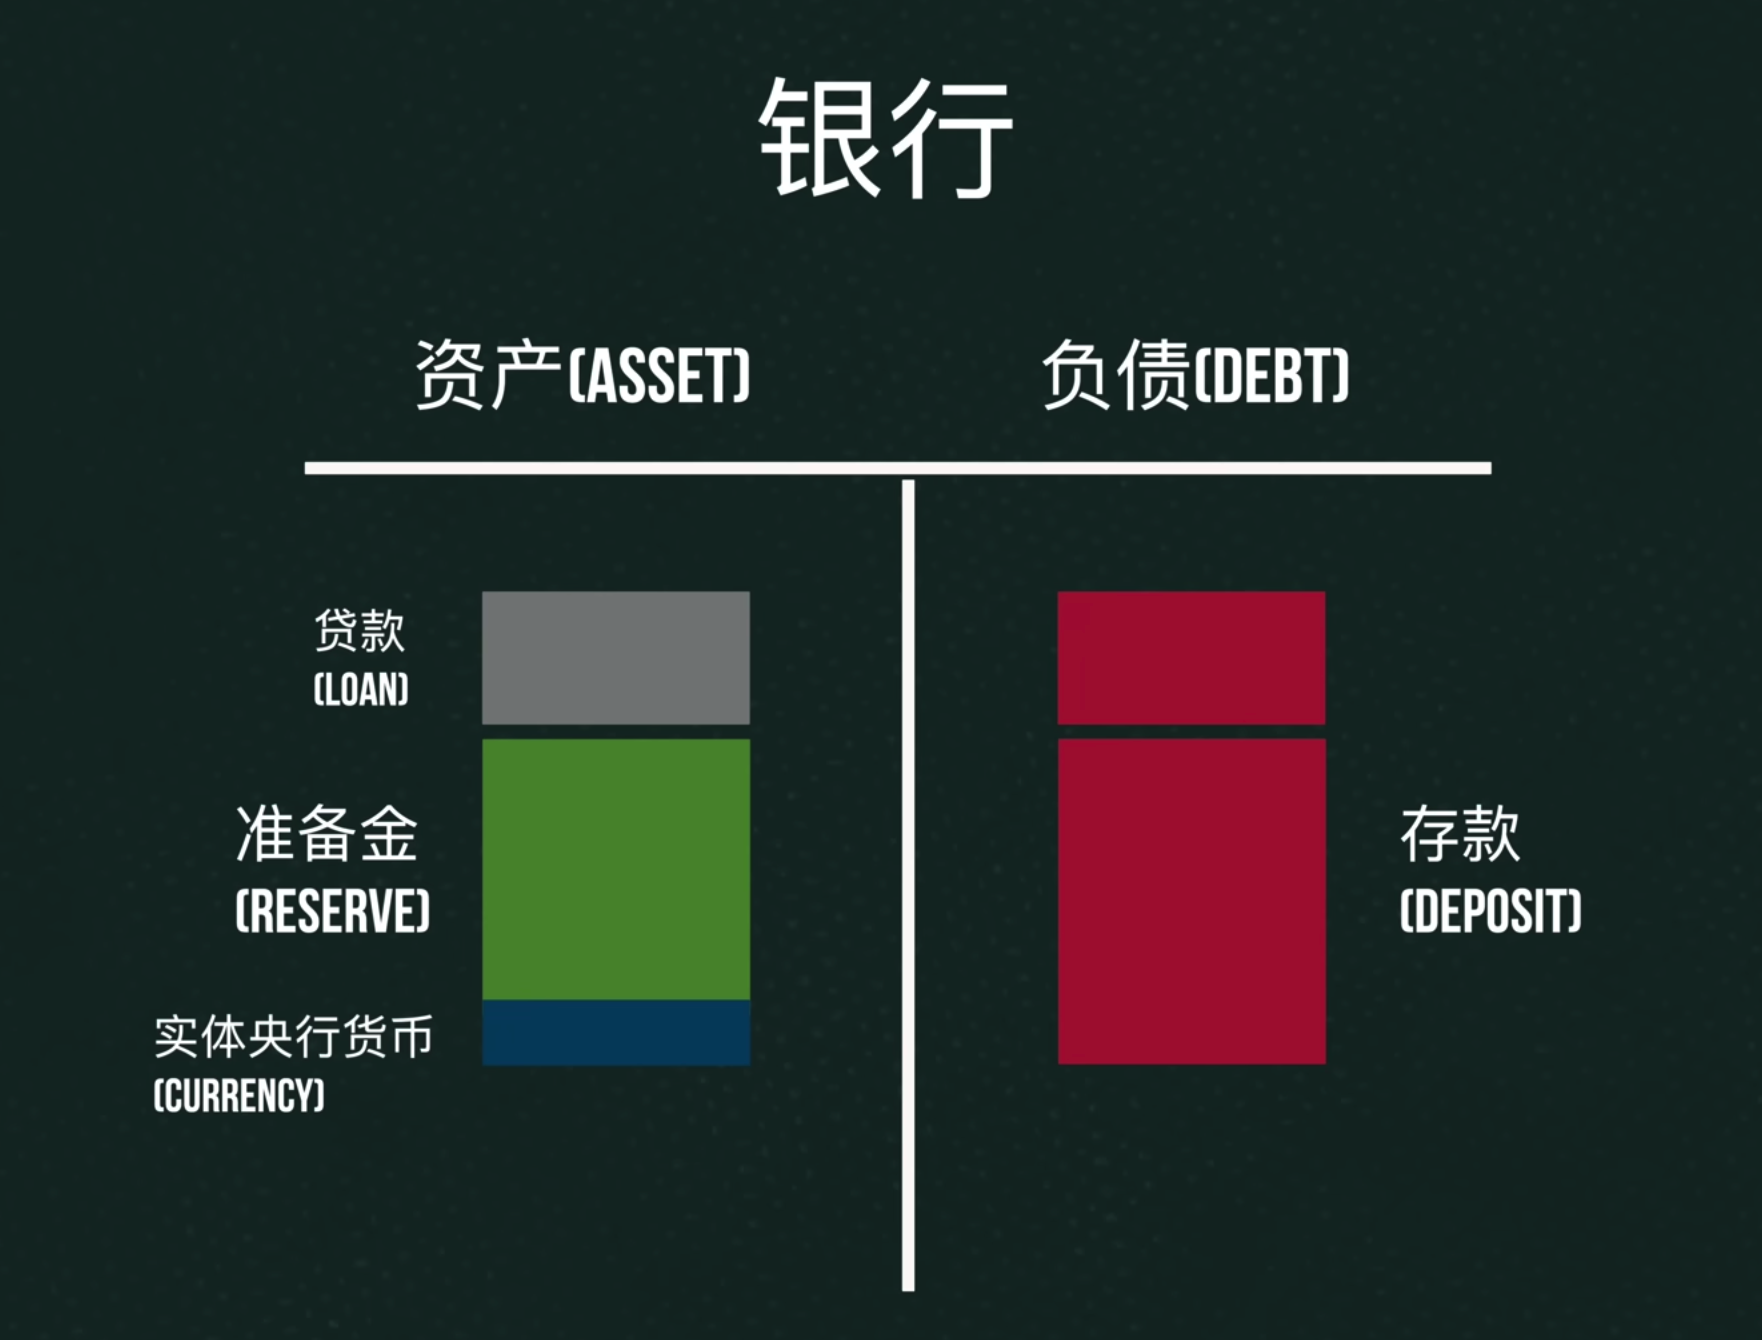 银行
资产(ASSET)
负债(DEBT)
贷款
(LOAN)
准备金
(RESERVE)
实体央行货币
(CURRENCY)
存款
(DEPOSIT)